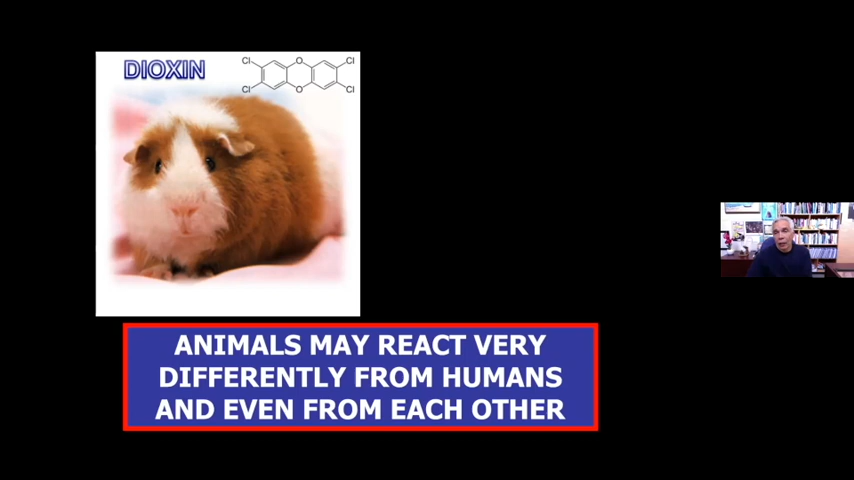 DIOXIN
Cl
O
Cl
Cl
O
Cl
ANIMALS MAY REACT VERY
DIFFERENTLY FROM HUMANS
AND EVEN FROM EACH OTHER